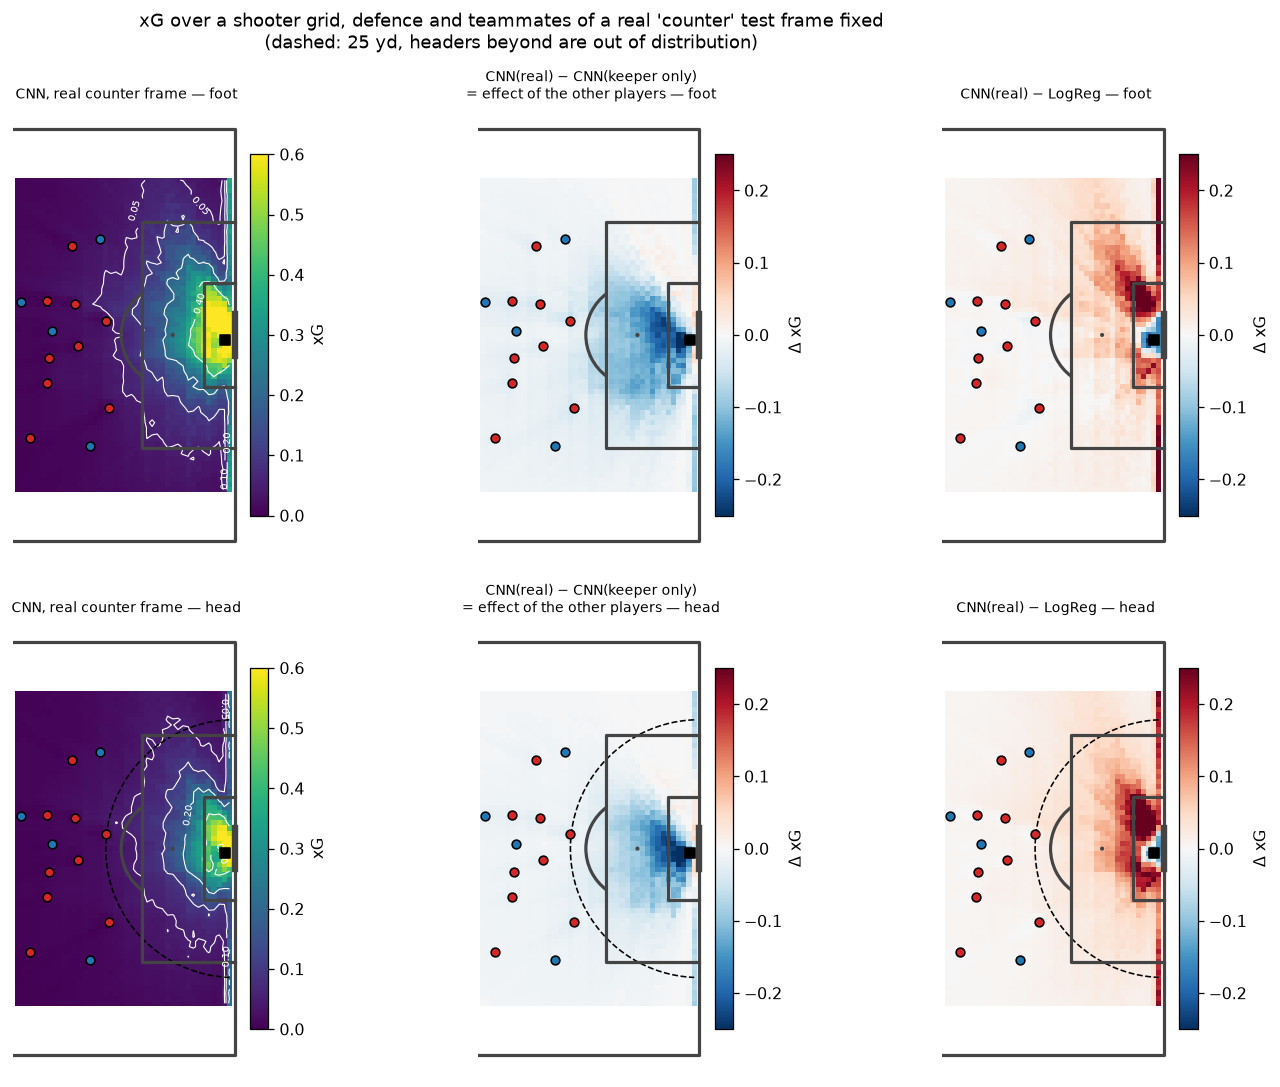 xG over a shooter grid, defence and teammates of a real 'counter' test frame fixed
(dashed: 25 yd, headers beyond are out of distribution)
CNN, real counter frame — foot
CNN(real) − CNN(keeper only)
= effect of the other players — foot
CNN(real) − LogReg — foot
0.05
0.05
0.40
0.20
0.10
0.6
0.5
0.4
0.3
0.2
0.1
0.0
xG
0.2
0.1
0.0
−0.1
−0.2
Δ xG
0.2
0.1
0.0
−0.1
−0.2
Δ xG
CNN, real counter frame — head
CNN(real) − CNN(keeper only)
= effect of the other players — head
CNN(real) − LogReg — head
0.05
0.20
0.10
0.6
0.5
0.4
0.3
0.2
0.1
0.0
xG
0.2
0.1
0.0
−0.1
−0.2
Δ xG
0.2
0.1
0.0
−0.1
−0.2
Δ xG